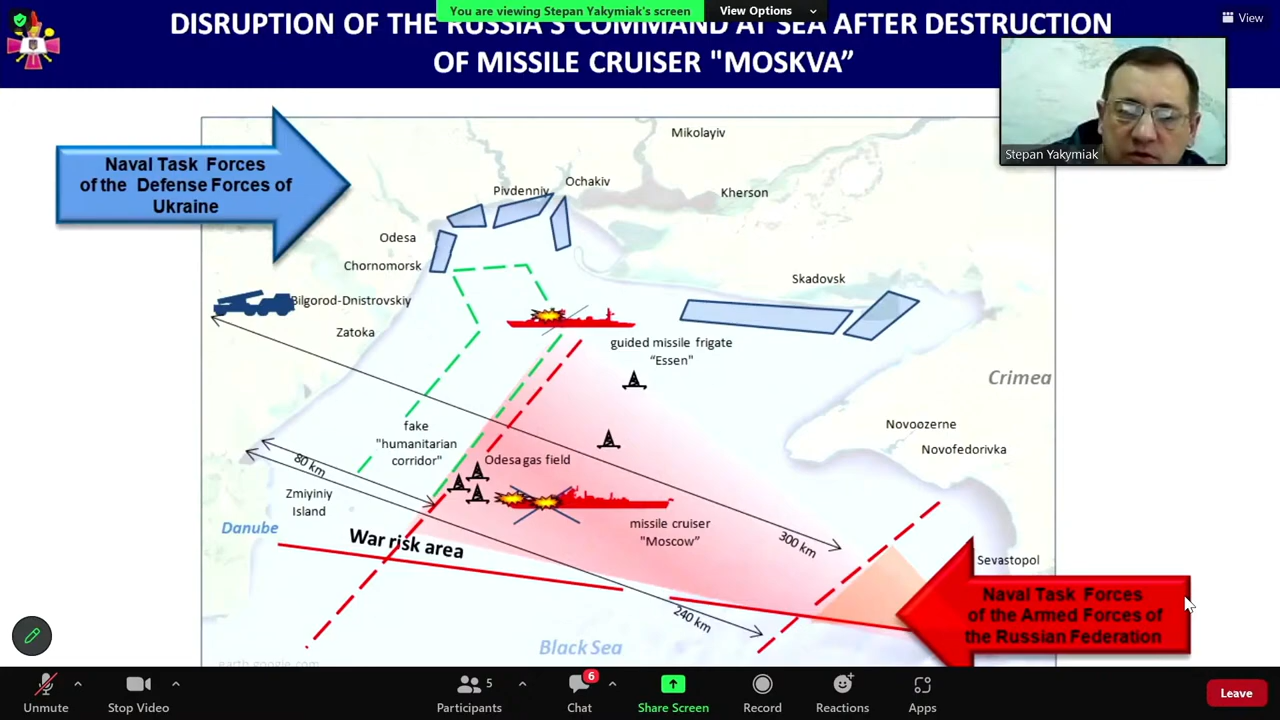 You are viewing Stepan Yakymiak's screen
View Options
View
DISRUPTION OF THE RUSSIA'S COMMAND AT SEA AFTER DESTRUCTION
OF MISSILE CRUISER "MOSKVA”
Stepan Yakymiak
Naval Task Forces
of the Defense Forces of
Ukraine
Mikolayiv
Ochakiv
Pivdenniy
Kherson
Odesa
Chornomorsk
Skadovsk
Bilgorod-Dnistrovskiy
Zatoka
guided missile frigate
“Essen"
Crimea
Novoozerne
Novofedorivka
fake
"humanitarian
corridor"
Odesa gas field
80 km
Zmiyiniy
Island
Danube
missile cruiser
"Moscow”
300 km
War risk area
Sevastopol
240 km
Naval Task Forces
of the Armed Forces of
the Russian Federation
Black Sea
earth.google.com
Unmute
Stop Video
5
Participants
6
Chat
Share Screen
Record
Reactions
Apps
Leave